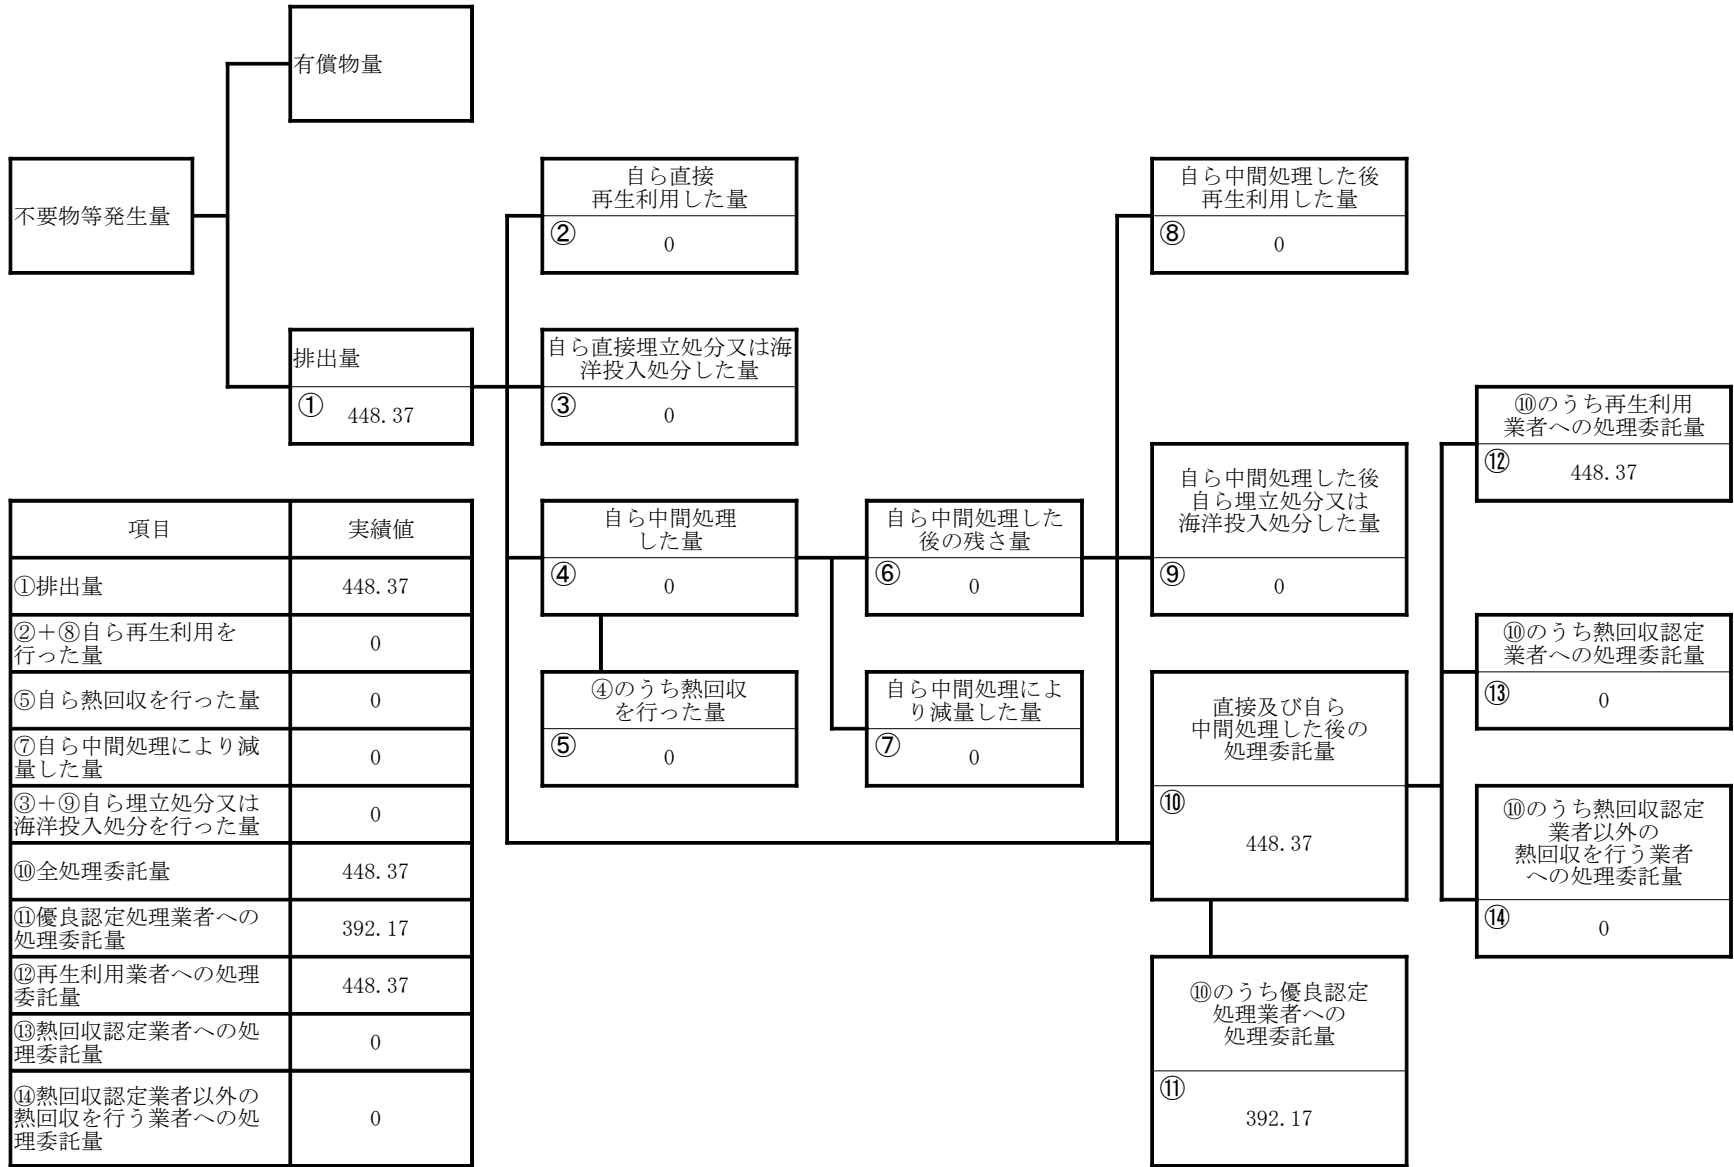 有償物量
不要物等発生量
自ら直接
再生利用した量
②
0
自ら中間処理した後
再生利用した量
⑧
0
排出量
①
448.37
自ら直接埋立処分又は海
洋投入処分した量
③
0
⑩のうち再生利用
業者への処理委託量
⑫
448.37
自ら中間処理
した量
④
0
自ら中間処理した
後の残さ量
⑥
0
自ら中間処理した後
自ら埋立処分又は
海洋投入処分した量
⑨
0
⑩のうち熱回収認定
業者への処理委託量
⑬
0
④のうち熱回収
を行った量
⑤
0
自ら中間処理によ
り減量した量
⑦
0
直接及び自ら
中間処理した後の
処理委託量
⑩
448.37
⑩のうち熱回収認定
業者以外の
熱回収を行う業者
への処理委託量
⑭
0
⑩のうち優良認定
処理業者への
処理委託量
⑪
392.17
項目 実績値
①排出量 448.37
②+⑧自ら再生利用を
行った量 0
⑤自ら熱回収を行った量 0
⑦自ら中間処理により減
量した量 0
③+⑨自ら埋立処分又は
海洋投入処分を行った量 0
⑩全処理委託量 448.37
⑪優良認定処理業者への
処理委託量 392.17
⑫再生利用業者への処理
委託量 448.37
⑬熱回収認定業者への処
理委託量 0
⑭熱回収認定業者以外の
熱回収を行う業者への処
理委託量 0